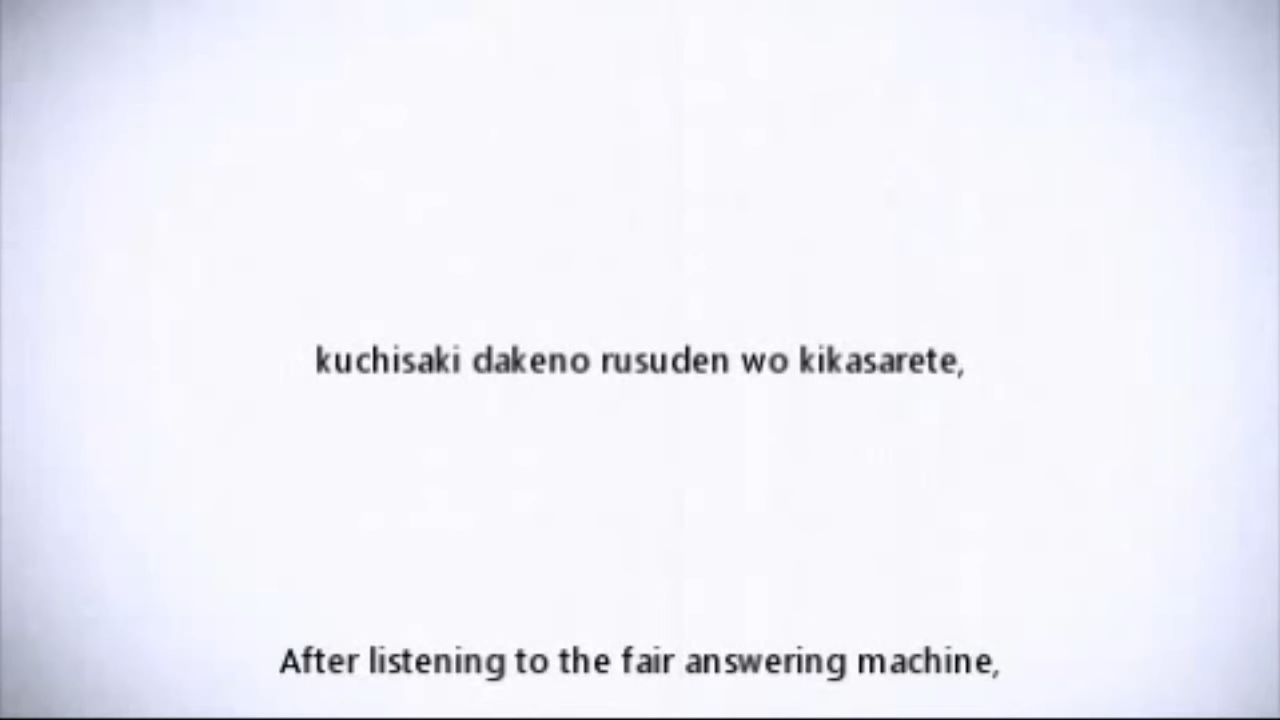 kuchisaki dakeno rusuden wo kikasarete,
After listening to the fair answering machine,